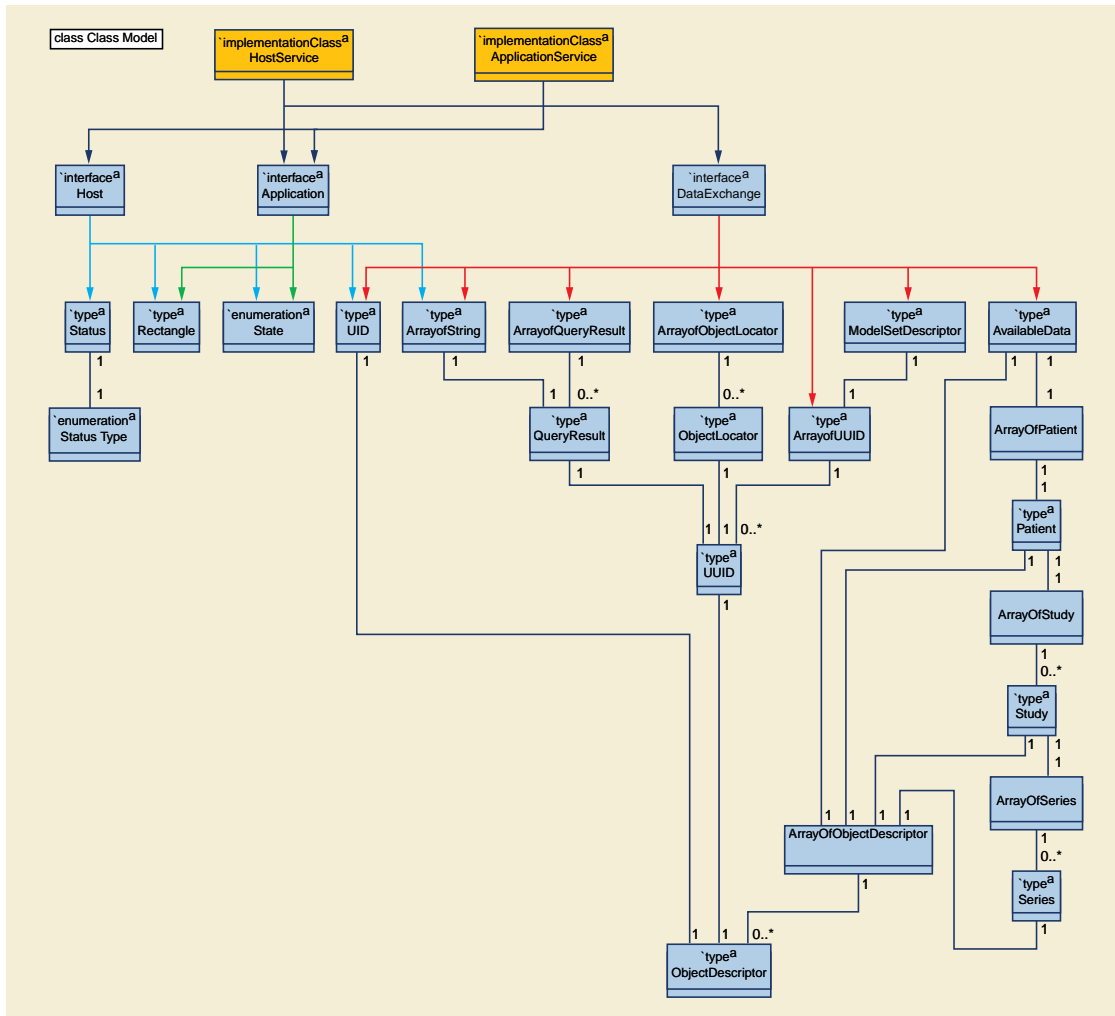 class Class Model
`implementationClassª
HostService
`implementationClassª
ApplicationService
`interfaceª
Host
`interfaceª
Application
`interfaceª
DataExchange
`typeª
Status
`typeª
Rectangle
`enumerationª
State
`typeª
UID
`typeª
ArrayofString
`typeª
ArrayofQueryResult
`typeª
ArrayofObjectLocator
`typeª
ModelSetDescriptor
`typeª
AvailableData
1
1
1
1
1
1
1
1
1
1
1
0..*
0..*
1
1
`enumerationª
Status Type
`typeª
QueryResult
`typeª
ObjectLocator
`typeª
ArrayofUUID
ArrayOfPatient
1
1
1
1
1 1 0..*
`typeª
Patient
`typeª
UUID
1
1
1
1
ArrayOfStudy
1
0..*
`typeª
Study
1
1
1
ArrayOfSeries
1 1 1 1
ArrayOfObjectDescriptor
1
0..*
1
`typeª
Series
1
1 1 0..*
`typeª
ObjectDescriptor